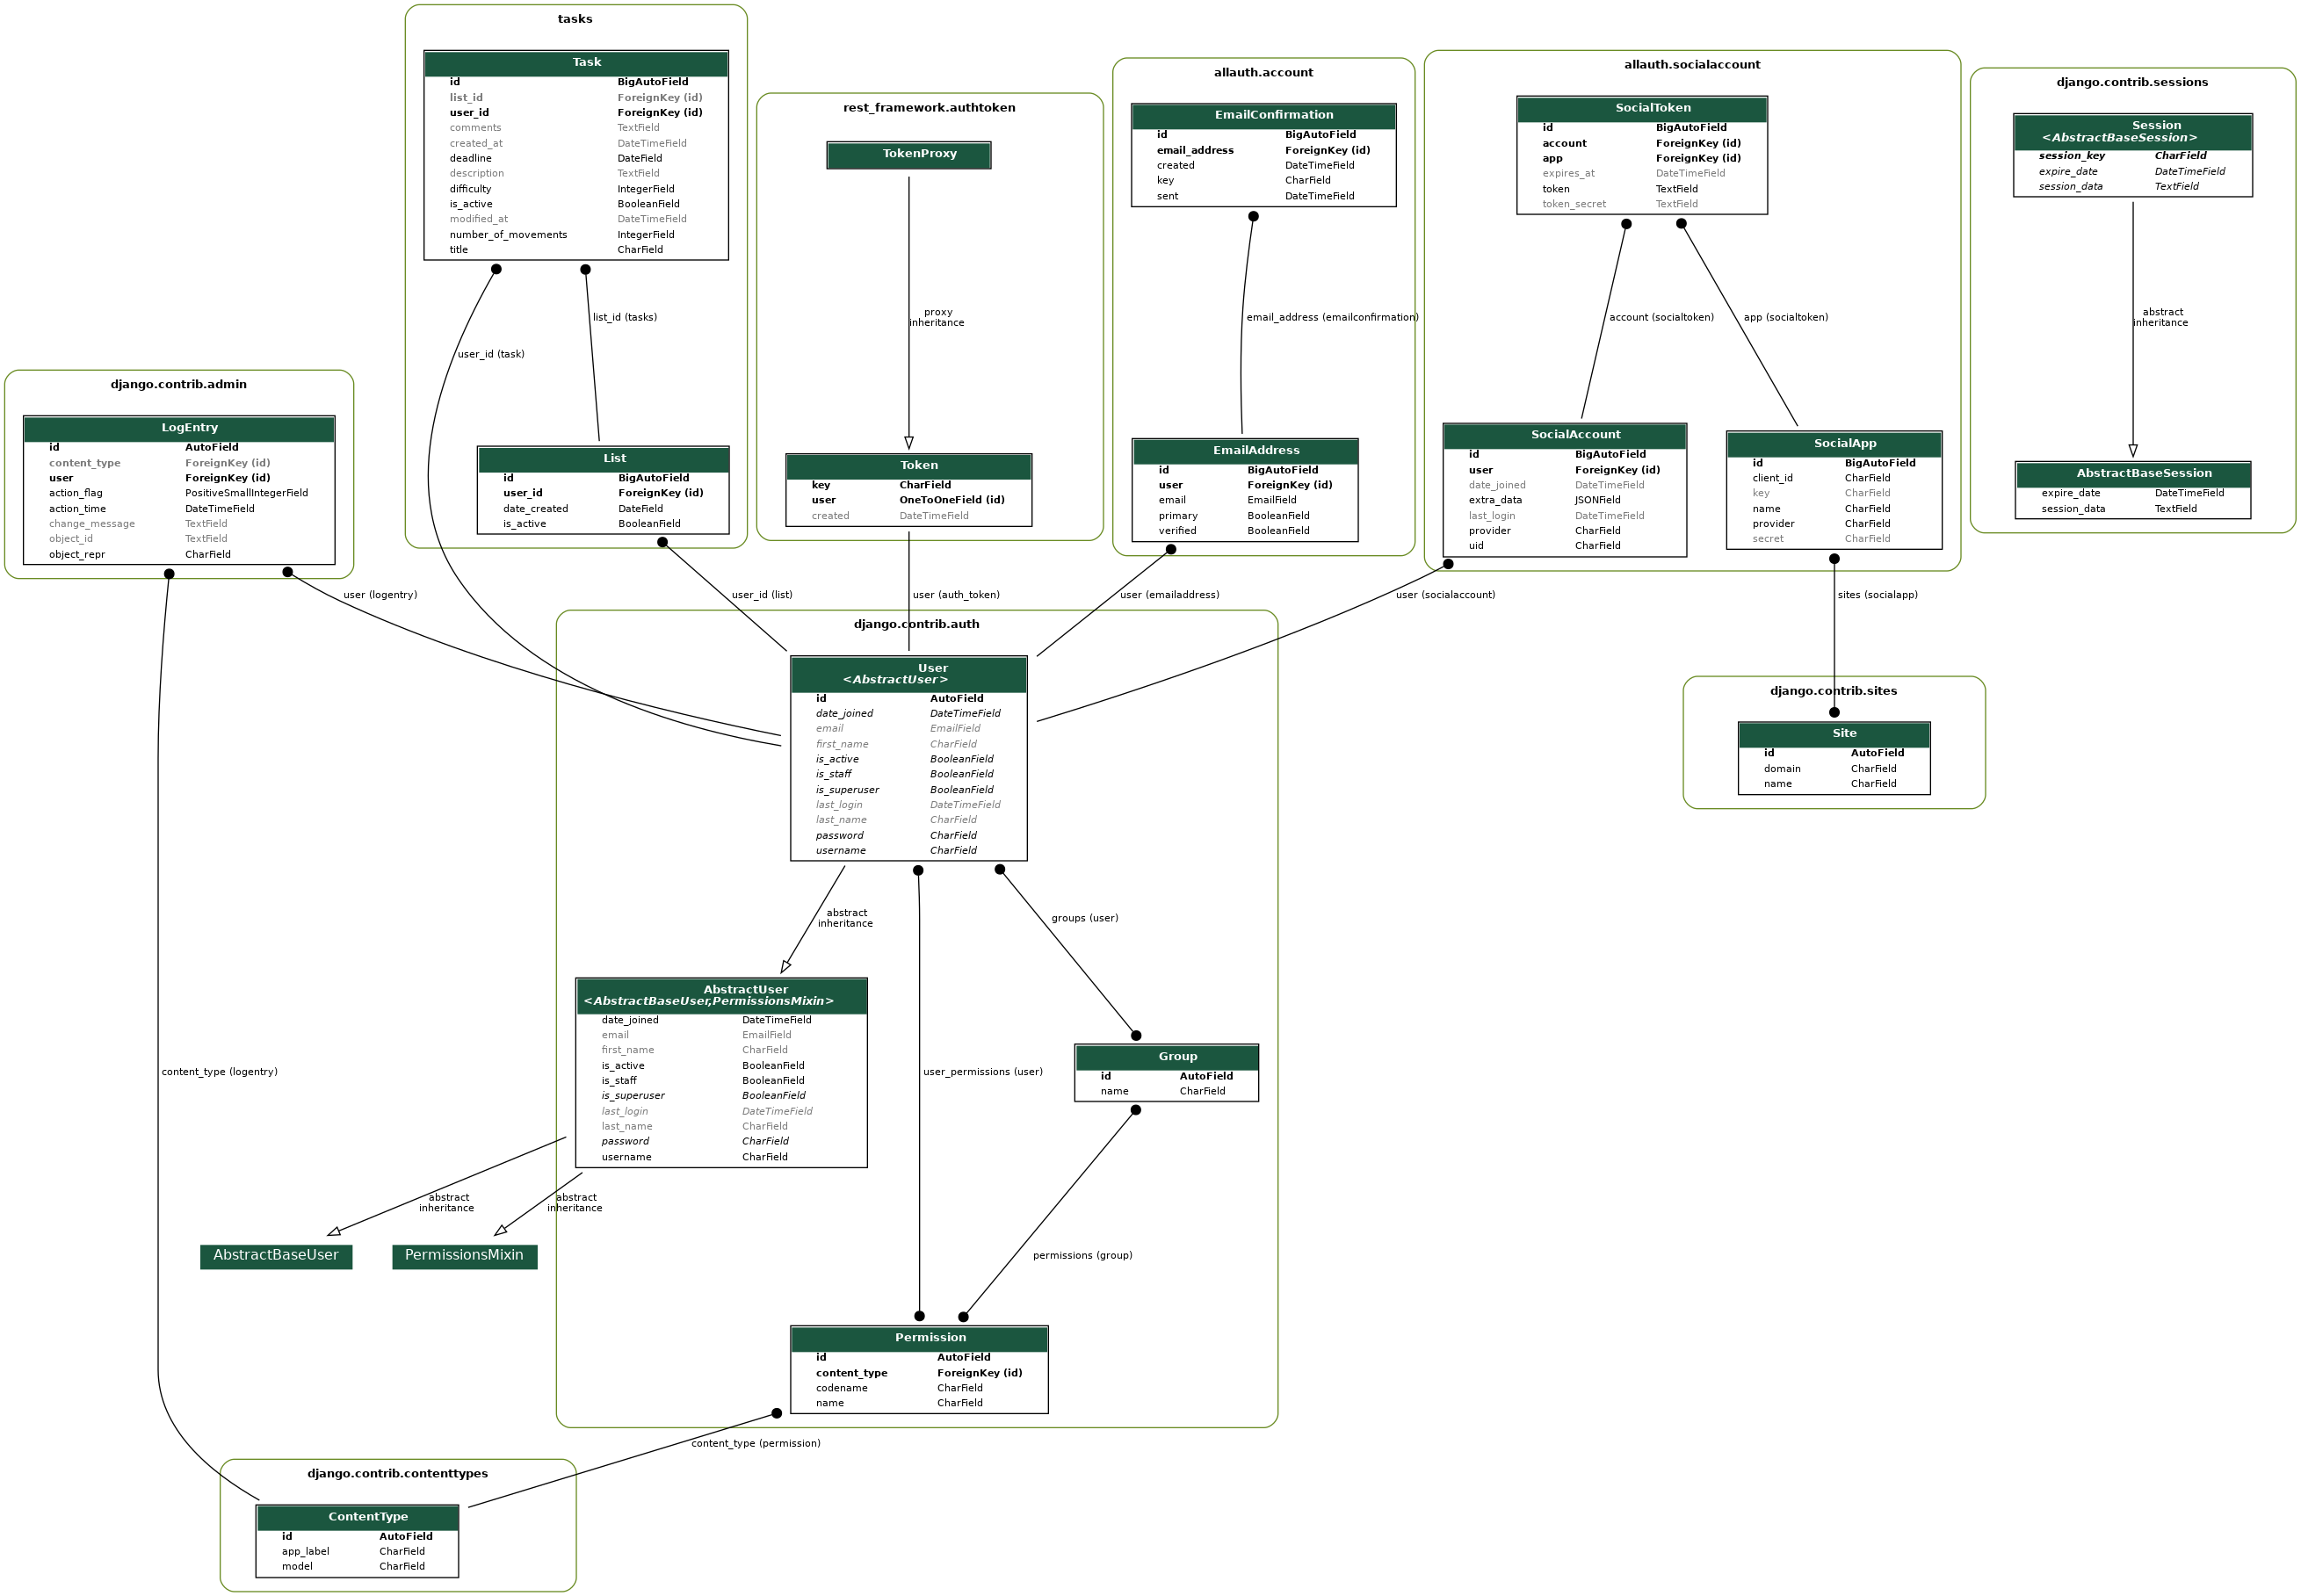 tasks
Task
id BigAutoField
list_id ForeignKey (id)
user_id ForeignKey (id)
comments TextField
created_at DateTimeField
deadline DateField
description TextField
difficulty IntegerField
is_active BooleanField
modified_at DateTimeField
number_of_movements IntegerField
title CharField
user_id (task)
list_id (tasks)
List
id BigAutoField
user_id ForeignKey (id)
date_created DateField
is_active BooleanField
rest_framework.authtoken
TokenProxy
proxy
inheritance
Token
key CharField
user OneToOneField (id)
created DateTimeField
allauth.account
EmailConfirmation
id BigAutoField
email_address ForeignKey (id)
created DateTimeField
key CharField
sent DateTimeField
email_address (emailconfirmation)
EmailAddress
id BigAutoField
user ForeignKey (id)
email EmailField
primary BooleanField
verified BooleanField
allauth.socialaccount
SocialToken
id BigAutoField
account ForeignKey (id)
app ForeignKey (id)
expires_at DateTimeField
token TextField
token_secret TextField
account (socialtoken)
app (socialtoken)
SocialAccount
id BigAutoField
user ForeignKey (id)
date_joined DateTimeField
extra_data JSONField
last_login DateTimeField
provider CharField
uid CharField
SocialApp
id BigAutoField
client_id CharField
key CharField
name CharField
provider CharField
secret CharField
django.contrib.sessions
Session
<AbstractBaseSession>
session_key CharField
expire_date DateTimeField
session_data TextField
abstract
inheritance
AbstractBaseSession
expire_date DateTimeField
session_data TextField
django.contrib.admin
LogEntry
id AutoField
content_type ForeignKey (id)
user ForeignKey (id)
action_flag PositiveSmallIntegerField
action_time DateTimeField
change_message TextField
object_id TextField
object_repr CharField
user (logentry)
user_id (list)
user (auth_token)
user (emailaddress)
user (socialaccount)
sites (socialapp)
django.contrib.auth
User
<AbstractUser>
id AutoField
date_joined DateTimeField
email EmailField
first_name CharField
is_active BooleanField
is_staff BooleanField
is_superuser BooleanField
last_login DateTimeField
last_name CharField
password CharField
username CharField
django.contrib.sites
Site
id AutoField
domain CharField
name CharField
abstract
inheritance
groups (user)
AbstractUser
<AbstractBaseUser,PermissionsMixin>
date_joined DateTimeField
email EmailField
first_name CharField
is_active BooleanField
is_staff BooleanField
is_superuser BooleanField
last_login DateTimeField
last_name CharField
password CharField
username CharField
content_type (logentry)
user_permissions (user)
Group
id AutoField
name CharField
abstract
inheritance
abstract
inheritance
AbstractBaseUser
PermissionsMixin
permissions (group)
Permission
id AutoField
content_type ForeignKey (id)
codename CharField
name CharField
content_type (permission)
django.contrib.contenttypes
ContentType
id AutoField
app_label CharField
model CharField